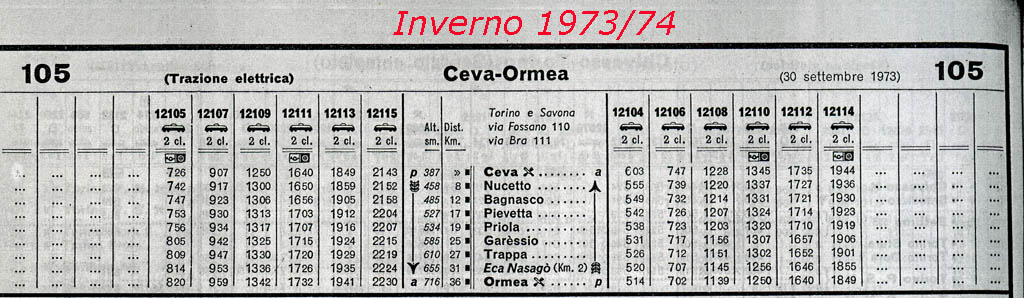 Inverno 1973/74
105 (Trazione elettrica) Ceva-Ormea (30 settembre 1973) 105
12105 12107 12109 12111 12113 12115 Torino e Savona 12104 12106 12108 12110 12112 12114
Alt. Dist. via Fossano 110
2 cl. 2 cl. 2 cl. 2 cl. 2 cl. 2 cl. sm. Km. via Bra 111 2 cl. 2 cl. 2 cl. 2 cl. 2 cl. 2 cl.
... ... ... ... ... 726 907 1250 1640 1849 2143 p 387 » Ceva ....... a 603 747 1228 1345 1735 1944 ... ... ... ...
... ... ... ... ... 742 917 1300 1650 1859 2152 458 8 Nucetto ....... 555 739 1220 1337 1727 1936 ... ... ... ...
... ... ... ... ... 747 923 1306 1656 1905 2158 485 12 Bagnasco ...... 549 732 1214 1331 1721 1930 ... ... ... ...
... ... ... ... ... 753 930 1313 1703 1912 2204 527 17 Pievetta ....... 542 726 1207 1324 1714 1923 ... ... ... ...
... ... ... ... ... 756 934 1317 1707 1916 2207 534 19 Priola ......... 538 723 1203 1320 1710 1919 ... ... ... ...
... ... ... ... ... 805 942 1325 1715 1924 2215 585 25 Garèssio ...... 531 717 1156 1307 1657 1906 ... ... ... ...
... ... ... ... ... 809 947 1330 1720 1929 2219 610 27 Trappa ........ 526 712 1151 1302 1652 1901 ... ... ... ...
... ... ... ... ... 814 953 1336 1726 1935 2224 655 31 Eca Nasagò (Km. 2) 520 707 1145 1256 1646 1855 ... ... ... ...
... ... ... ... ... 820 959 1342 1732 1941 2230 a 716 36 Ormea ...... p 514 702 1139 1250 1640 1849 ... ... ... ...